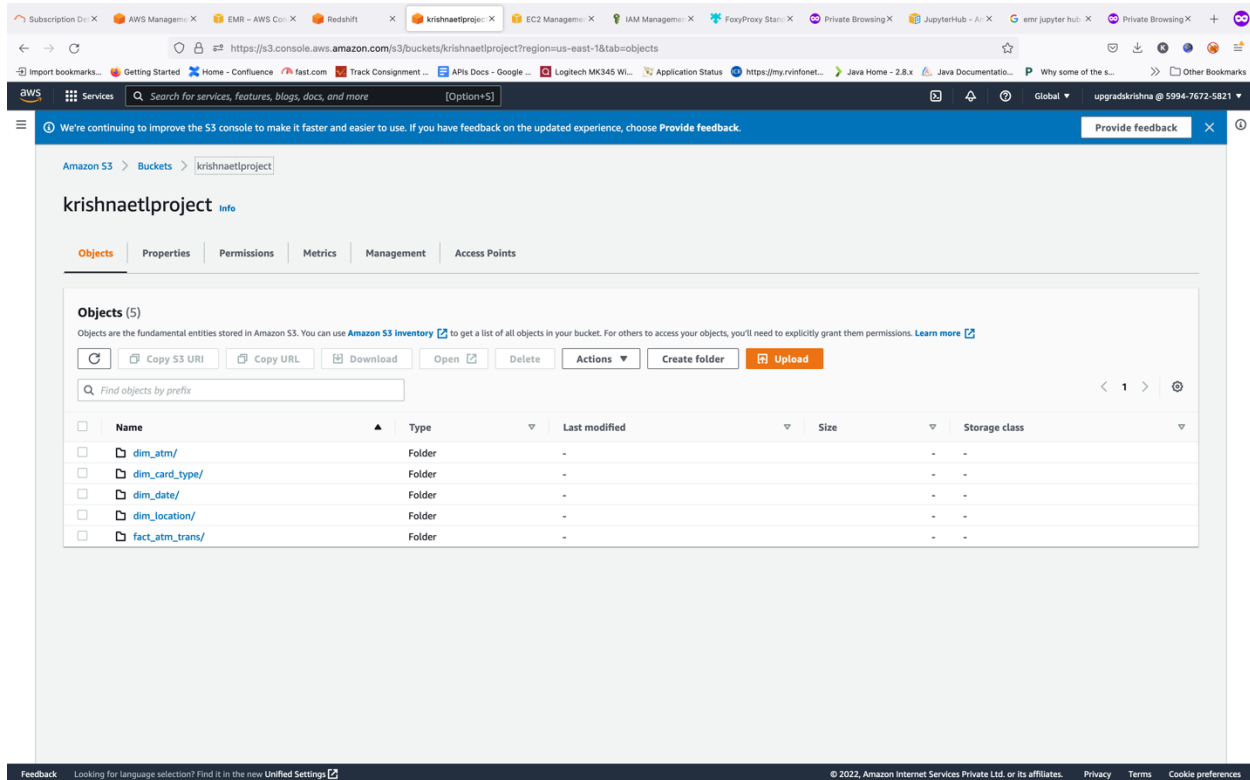 Subscription Det
AWS Manageme
EMR – AWS Con
Redshift
krishnaetlproject
EC2 Managemen
IAM Managemen
FoxyProxy Stand
Private Browsing
JupyterHub – An
emr jupyter hub
Private Browsing
https://s3.console.aws.amazon.com/s3/buckets/krishnaetlproject?region=us-east-1&tab=objects
Import bookmarks... Getting Started Home - Confluence fast.com Track Consignment ... APIs Docs - Google ... Logitech MK345 Wi... Application Status https://my.rvinfonet... Java Home - 2.8.x Java Documentatio... Why some of the s... Other Bookmarks
aws Services Search for services, features, blogs, docs, and more [Option+S] Global upgradskrishna @ 5994-7672-5821
We're continuing to improve the S3 console to make it faster and easier to use. If you have feedback on the updated experience, choose Provide feedback. Provide feedback
Amazon S3 > Buckets > krishnaetlproject
krishnaetlproject Info
Objects Properties Permissions Metrics Management Access Points
Objects (5)
Objects are the fundamental entities stored in Amazon S3. You can use Amazon S3 inventory to get a list of all objects in your bucket. For others to access your objects, you'll need to explicitly grant them permissions. Learn more
Copy S3 URI Copy URL Download Open Delete Actions Create folder Upload
Find objects by prefix 1
Name Type Last modified Size Storage class
dim_atm/ Folder - - -
dim_card_type/ Folder - - -
dim_date/ Folder - - -
dim_location/ Folder - - -
fact_atm_trans/ Folder - - -
Feedback Looking for language selection? Find it in the new Unified Settings © 2022, Amazon Internet Services Private Ltd. or its affiliates. Privacy Terms Cookie preferences